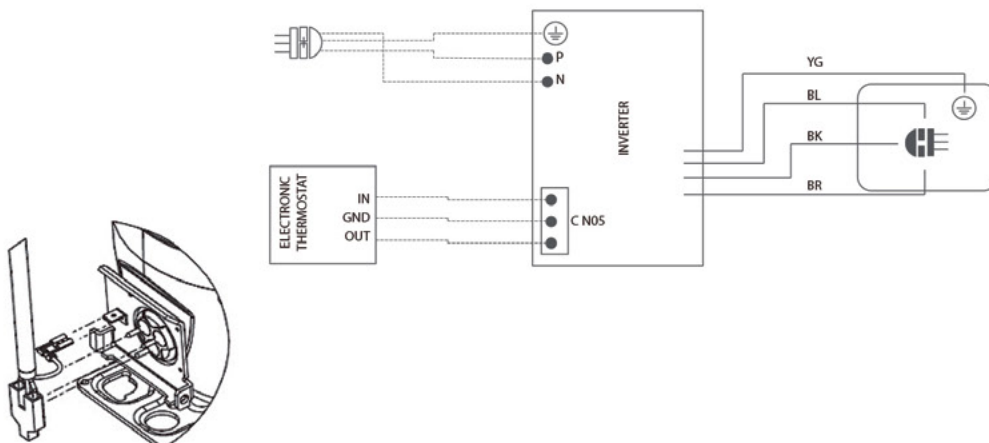 P
N
INVERTER
YG
BL
BK
BR
ELECTRONIC
THERMOSTAT
IN
GND
OUT
C N05